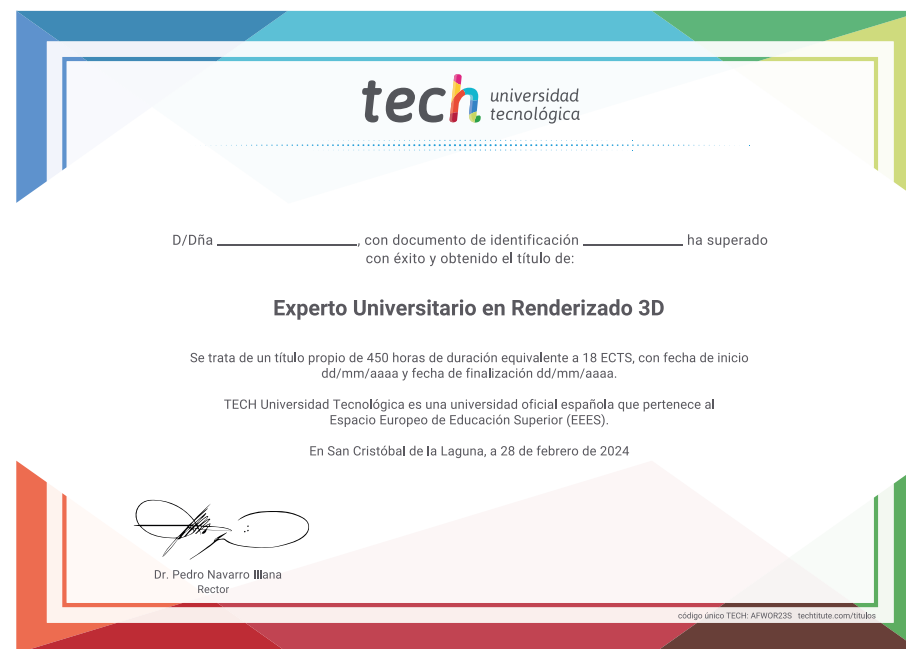 tech universidad
tecnológica
D/Dña ____________________, con documento de identificación ______________ ha superado
con éxito y obtenido el título de:
Experto Universitario en Renderizado 3D
Se trata de un título propio de 450 horas de duración equivalente a 18 ECTS, con fecha de inicio
dd/mm/aaaa y fecha de finalización dd/mm/aaaa.
TECH Universidad Tecnológica es una universidad oficial española que pertenece al
Espacio Europeo de Educación Superior (EEES).
En San Cristóbal de la Laguna, a 28 de febrero de 2024
Dr. Pedro Navarro Illana
Rector
código único TECH: AFWOR23S techtitute.com/titulos